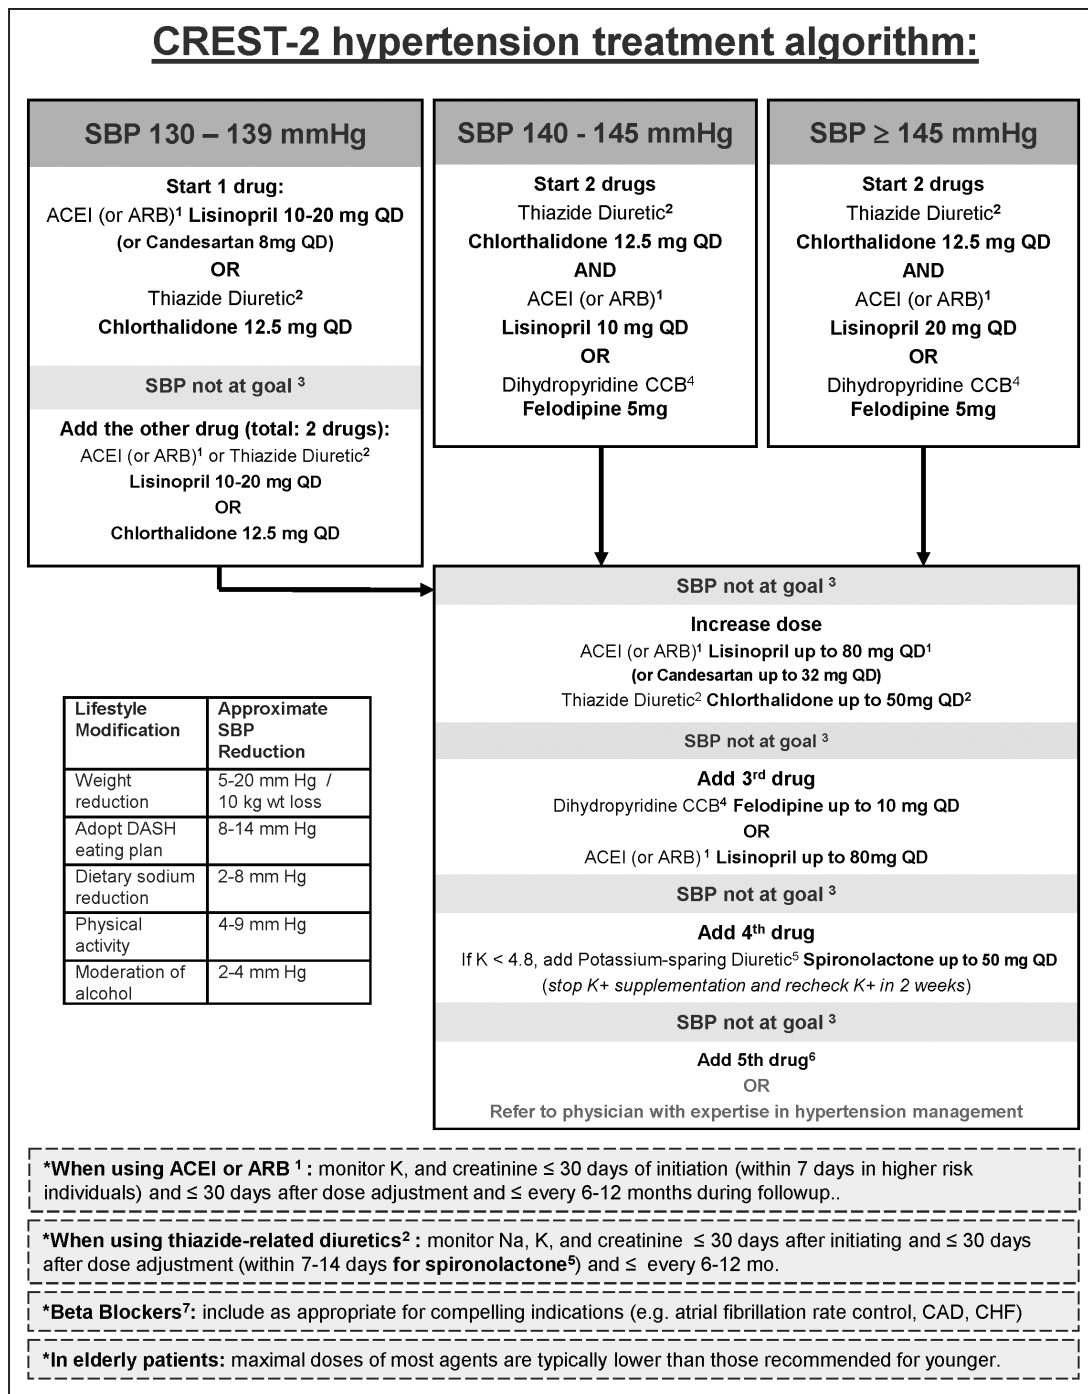 CREST-2 hypertension treatment algorithm:
SBP 130 – 139 mmHg
Start 1 drug:
ACEI (or ARB)¹ Lisinopril 10-20 mg QD
(or Candesartan 8mg QD)
OR
Thiazide Diuretic²
Chlorthalidone 12.5 mg QD
SBP not at goal ³
Add the other drug (total: 2 drugs):
ACEI (or ARB)¹ or Thiazide Diuretic²
Lisinopril 10-20 mg QD
OR
Chlorthalidone 12.5 mg QD
SBP 140 - 145 mmHg
Start 2 drugs
Thiazide Diuretic²
Chlorthalidone 12.5 mg QD
AND
ACEI (or ARB)¹
Lisinopril 10 mg QD
OR
Dihydropyridine CCB⁴
Felodipine 5mg
SBP ≥ 145 mmHg
Start 2 drugs
Thiazide Diuretic²
Chlorthalidone 12.5 mg QD
AND
ACEI (or ARB)¹
Lisinopril 20 mg QD
OR
Dihydropyridine CCB⁴
Felodipine 5mg
SBP not at goal ³
Increase dose
ACEI (or ARB)¹ Lisinopril up to 80 mg QD¹
(or Candesartan up to 32 mg QD)
Thiazide Diuretic² Chlorthalidone up to 50mg QD²
SBP not at goal ³
Add 3rd drug
Dihydropyridine CCB⁴ Felodipine up to 10 mg QD
OR
ACEI (or ARB) ¹ Lisinopril up to 80mg QD
SBP not at goal ³
Add 4th drug
If K < 4.8, add Potassium-sparing Diuretic⁵ Spironolactone up to 50 mg QD
(stop K+ supplementation and recheck K+ in 2 weeks)
SBP not at goal ³
Add 5th drug⁶
OR
Refer to physician with expertise in hypertension management
Lifestyle
Modification
Approximate
SBP
Reduction
Weight
reduction
5-20 mm Hg /
10 kg wt loss
Adopt DASH
eating plan
8-14 mm Hg
Dietary sodium
reduction
2-8 mm Hg
Physical
activity
4-9 mm Hg
Moderation of
alcohol
2-4 mm Hg
*When using ACEI or ARB ¹ : monitor K, and creatinine ≤ 30 days of initiation (within 7 days in higher risk
individuals) and ≤ 30 days after dose adjustment and ≤ every 6-12 months during followup..
*When using thiazide-related diuretics² : monitor Na, K, and creatinine ≤ 30 days after initiating and ≤ 30 days
after dose adjustment (within 7-14 days for spironolactone⁵) and ≤ every 6-12 mo.
*Beta Blockers⁷: include as appropriate for compelling indications (e.g. atrial fibrillation rate control, CAD, CHF)
*In elderly patients: maximal doses of most agents are typically lower than those recommended for younger.